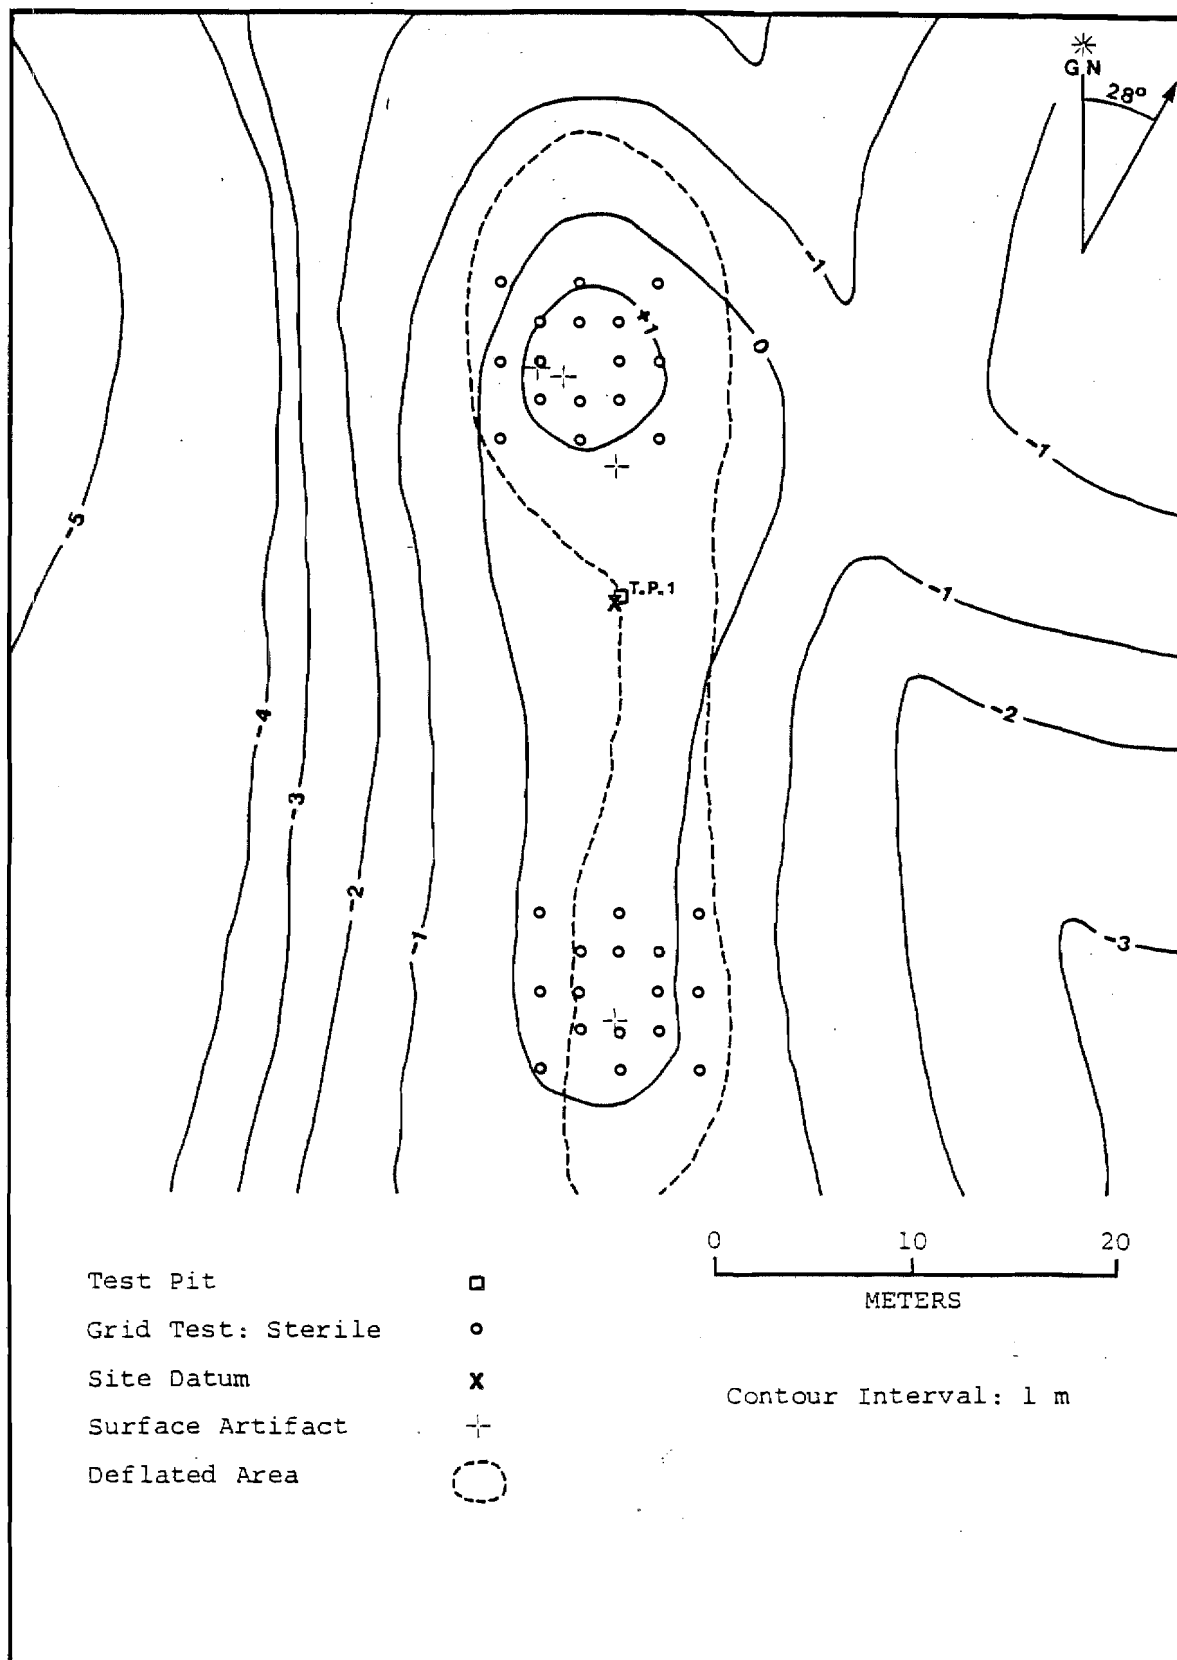 GN
28°
-1
+1
0
-1
-5
T.P.1
-1
-4
-2
-3
-2
-1
-3
0 10 20
METERS
Test Pit
Grid Test: Sterile
Site Datum
Surface Artifact
Deflated Area
Contour Interval: 1 m